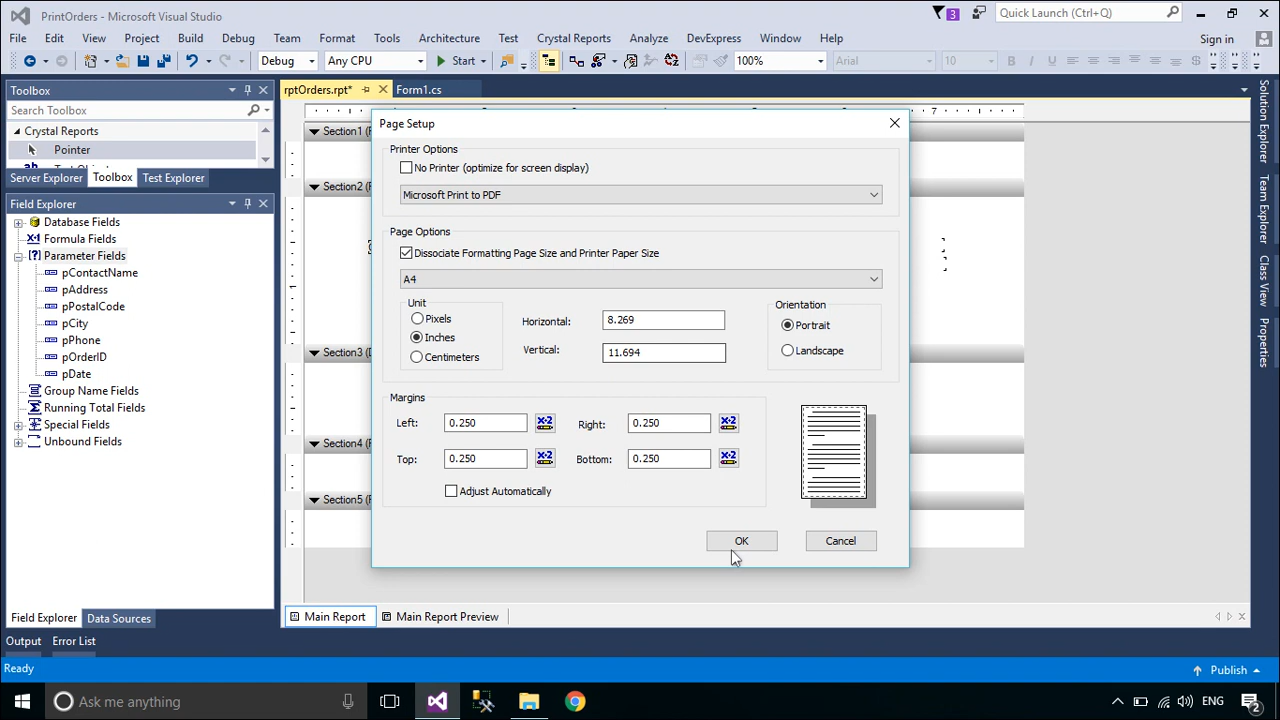 PrintOrders - Microsoft Visual Studio
3
Quick Launch (Ctrl+Q)
File Edit View Project Build Debug Team Format Tools Architecture Test Crystal Reports Analyze DevExpress Window Help
Sign in
Debug Any CPU Start 100% Arial 10
Toolbox
rptOrders.rpt* Form1.cs
Search Toolbox
Crystal Reports
Pointer
Server Explorer Toolbox Test Explorer
Field Explorer
Database Fields
Formula Fields
Parameter Fields
pContactName
pAddress
pPostalCode
pCity
pPhone
pOrderID
pDate
Group Name Fields
Running Total Fields
Special Fields
Unbound Fields
Field Explorer Data Sources
7
Section1
Section2
Section3
Section4
Section5
Page Setup
Printer Options
No Printer (optimize for screen display)
Microsoft Print to PDF
Page Options
Dissociate Formatting Page Size and Printer Paper Size
A4
Unit
Pixels
Inches
Centimeters
Horizontal: 8.269
Vertical: 11.694
Orientation
Portrait
Landscape
Margins
Left: 0.250 Right: 0.250
Top: 0.250 Bottom: 0.250
Adjust Automatically
OK Cancel
Main Report Main Report Preview
Solution Explorer
Team Explorer
Class View
Properties
Output Error List
Ready
Publish
Ask me anything
ENG
2